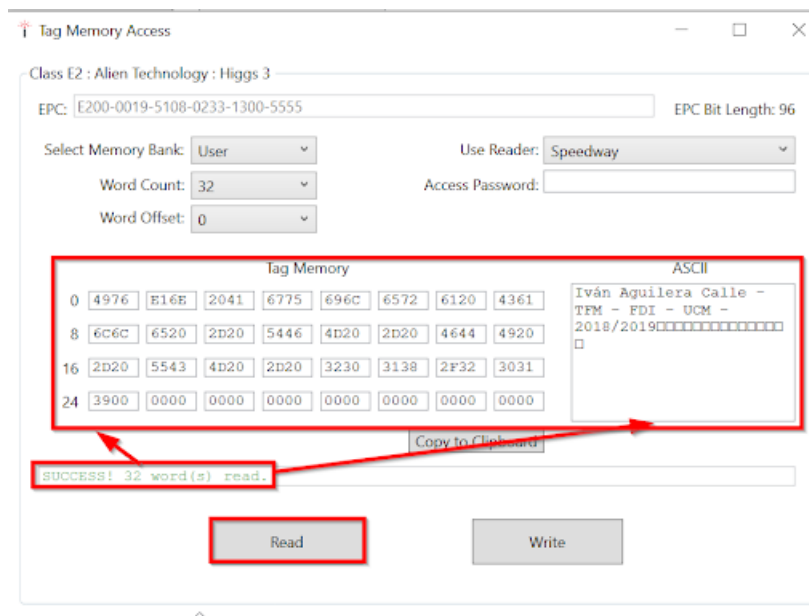 Tag Memory Access
Class E2 : Alien Technology : Higgs 3
EPC: E200-0019-5108-0233-1300-5555 EPC Bit Length: 96
Select Memory Bank: User Use Reader: Speedway
Word Count: 32 Access Password:
Word Offset: 0
Tag Memory ASCII
0 4976 E16E 2041 6775 696C 6572 6120 4361
8 6C6C 6520 2D20 5446 4D20 2D20 4644 4920
16 2D20 5543 4D20 2D20 3230 3138 2F32 3031
24 3900 0000 0000 0000 0000 0000 0000 0000
Iván Aguilera Calle -
TFM - FDI - UCM -
2018/2019□□□□□□□□□□□□□□
□
Copy to Clipboard
SUCCESS! 32 word(s) read.
Read Write